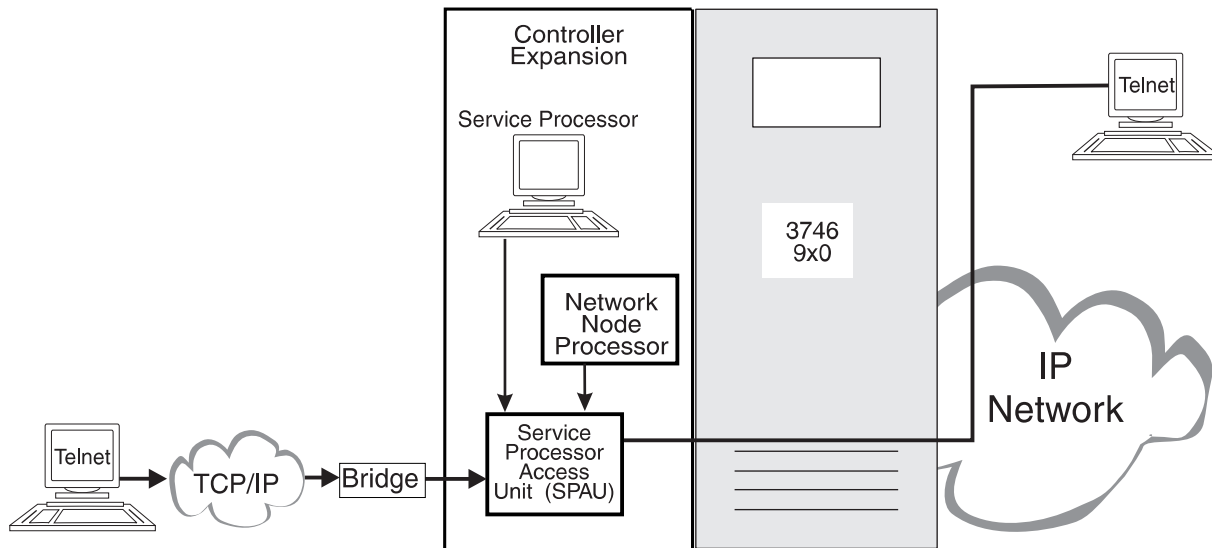 Controller
Expansion
Service Processor
Telnet
3746
9x0
Network
Node
Processor
IP
Network
Service
Processor
Access
Unit (SPAU)
Telnet
TCP/IP
Bridge